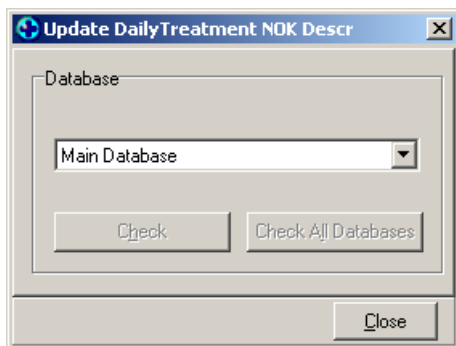 Update DailyTreatment NOK Descr
Database
Main Database
Check
Check All Databases
Close